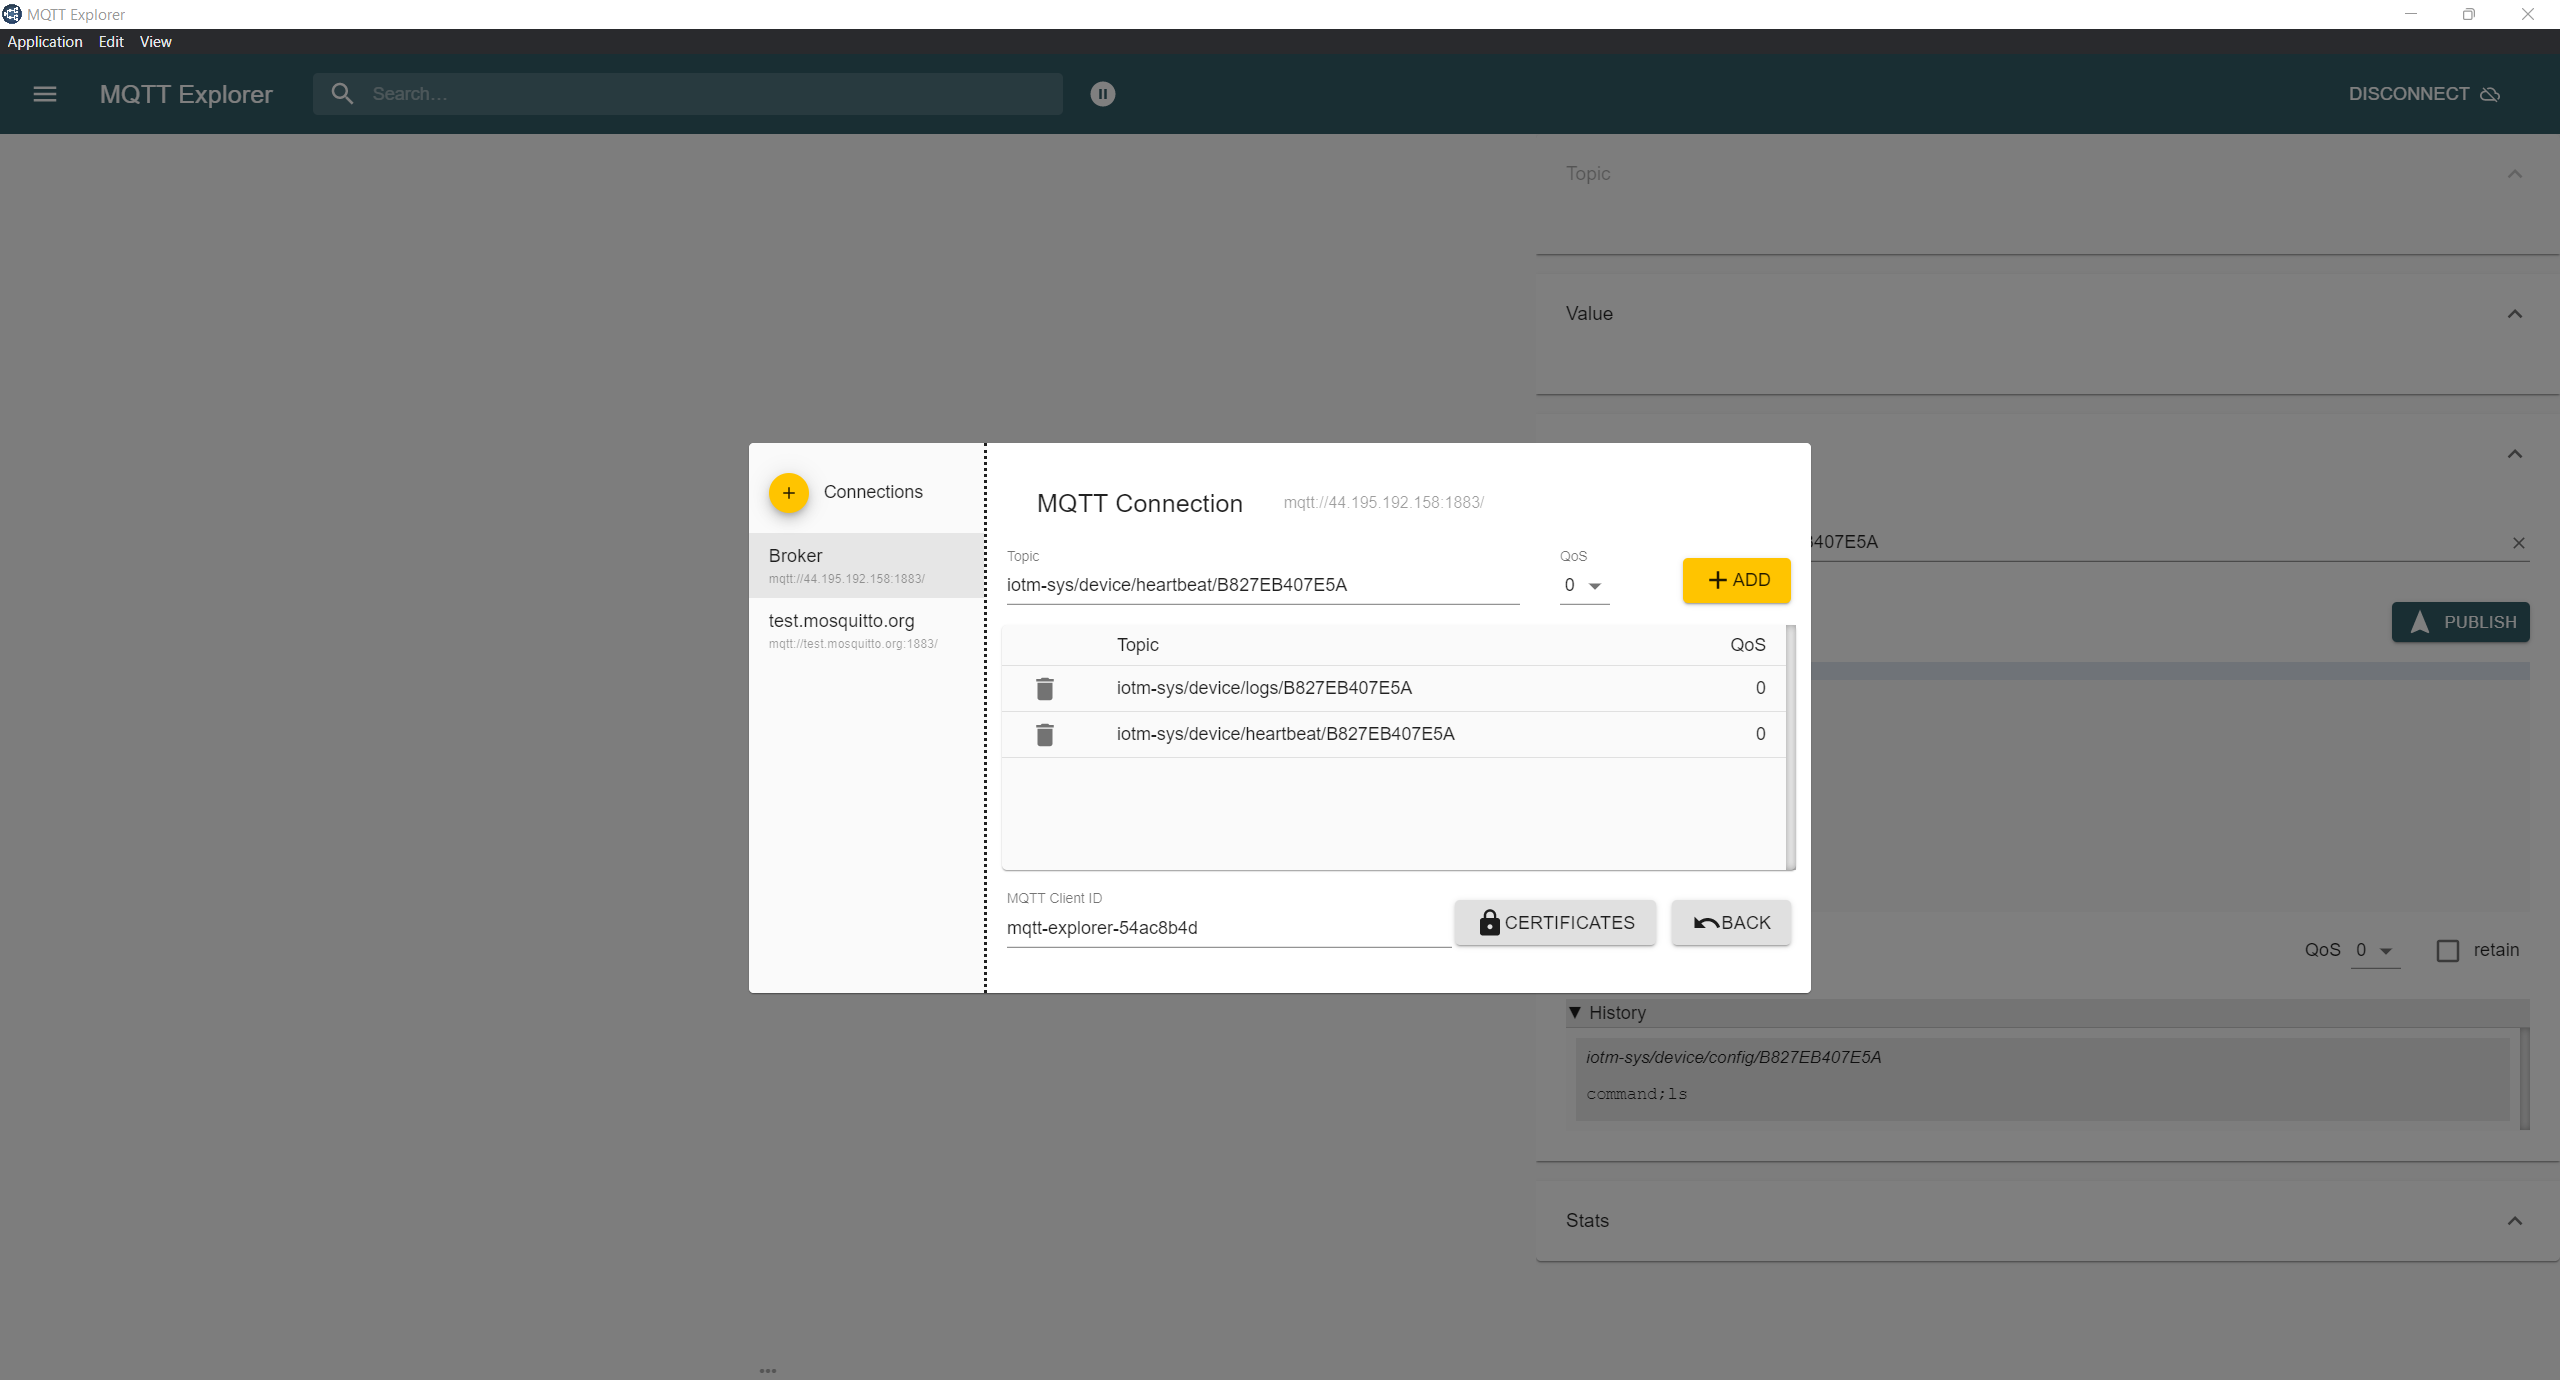 MQTT Explorer
Application Edit View
MQTT Explorer
Search...
DISCONNECT
Topic
Value
Connections
MQTT Connection mqtt://44.195.192.158:1883/
Broker
mqtt://44.195.192.158:1883/
test.mosquitto.org
mqtt://test.mosquitto.org:1883/
Topic
iotm-sys/device/heartbeat/B827EB407E5A
QoS
0
ADD
Topic QoS
iotm-sys/device/logs/B827EB407E5A 0
iotm-sys/device/heartbeat/B827EB407E5A 0
MQTT Client ID
mqtt-explorer-54ac8b4d
CERTIFICATES
BACK
407E5A
PUBLISH
QoS 0 retain
History
iotm-sys/device/config/B827EB407E5A
command;ls
Stats